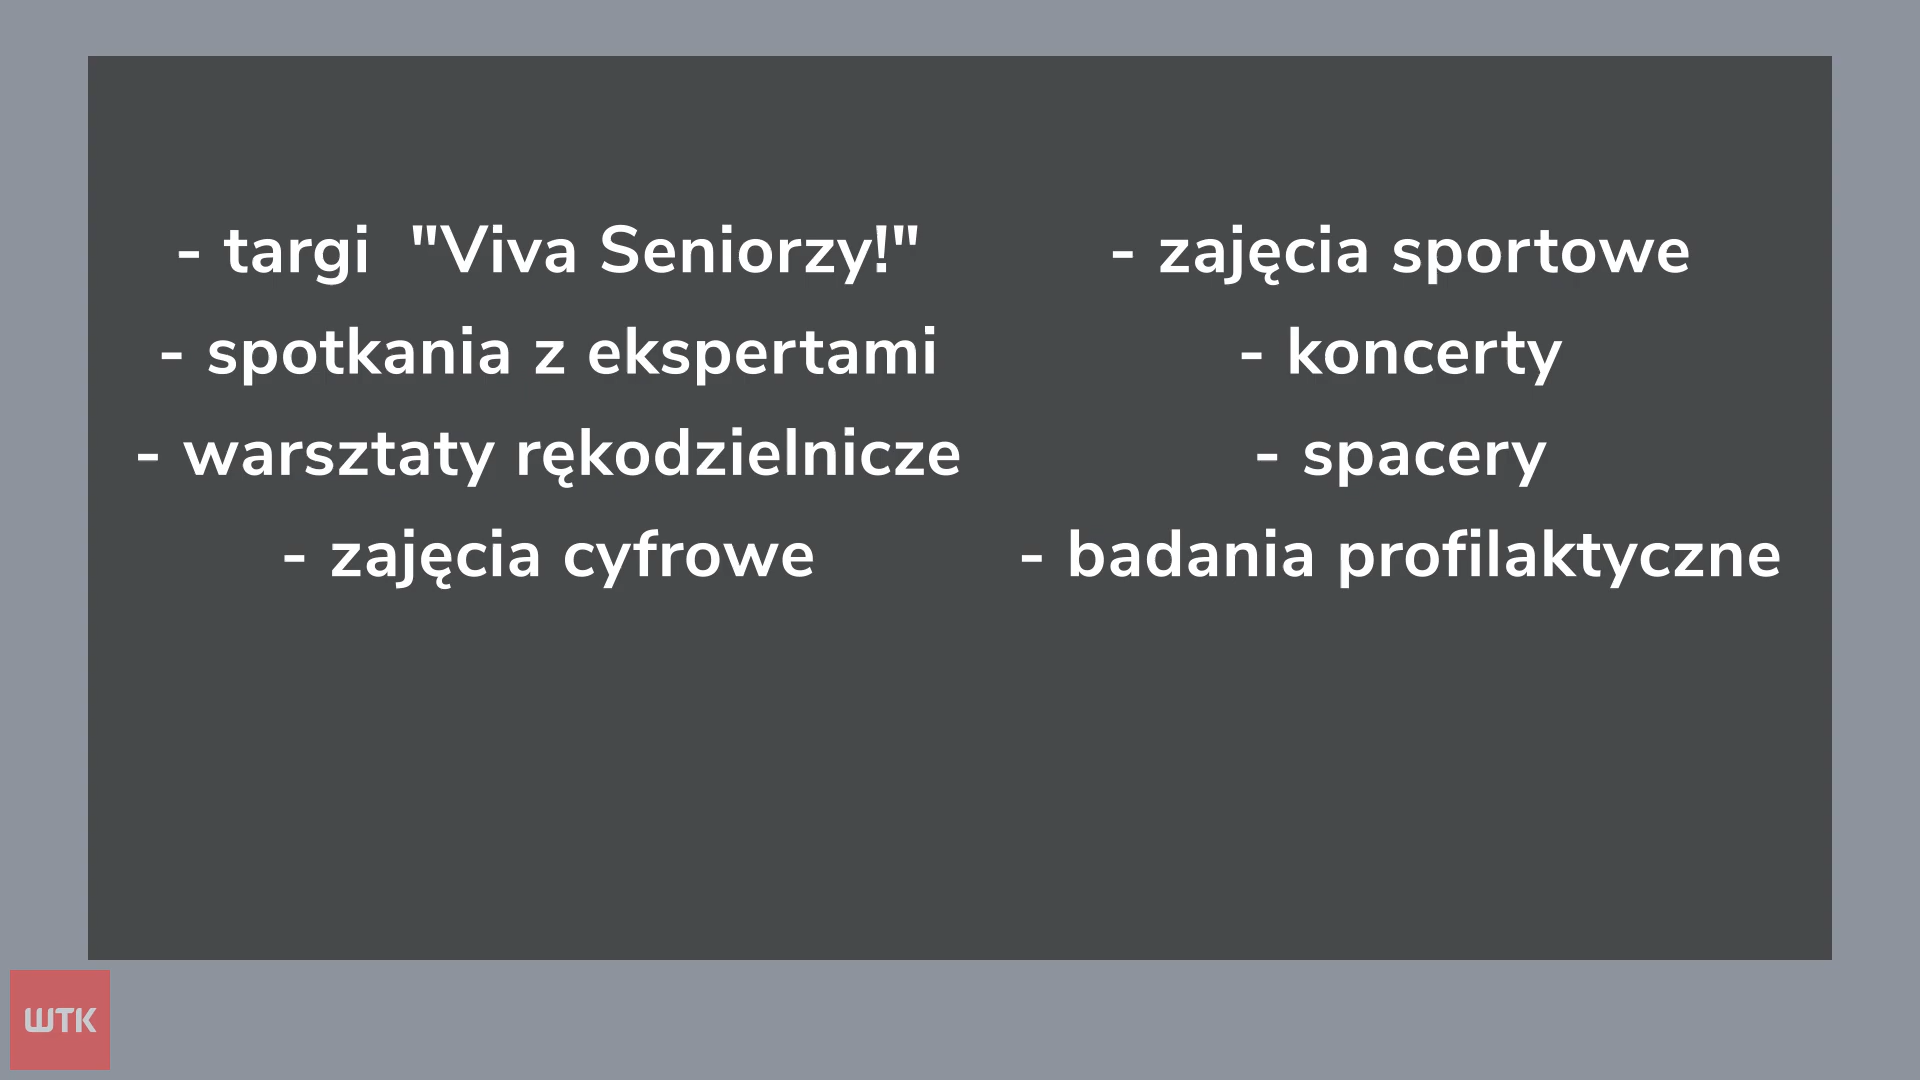 - targi  "Viva Seniorzy!"
- spotkania z ekspertami
- warsztaty rękodzielnicze
- zajęcia cyfrowe
- zajęcia sportowe
- koncerty
- spacery
- badania profilaktyczne
WTK